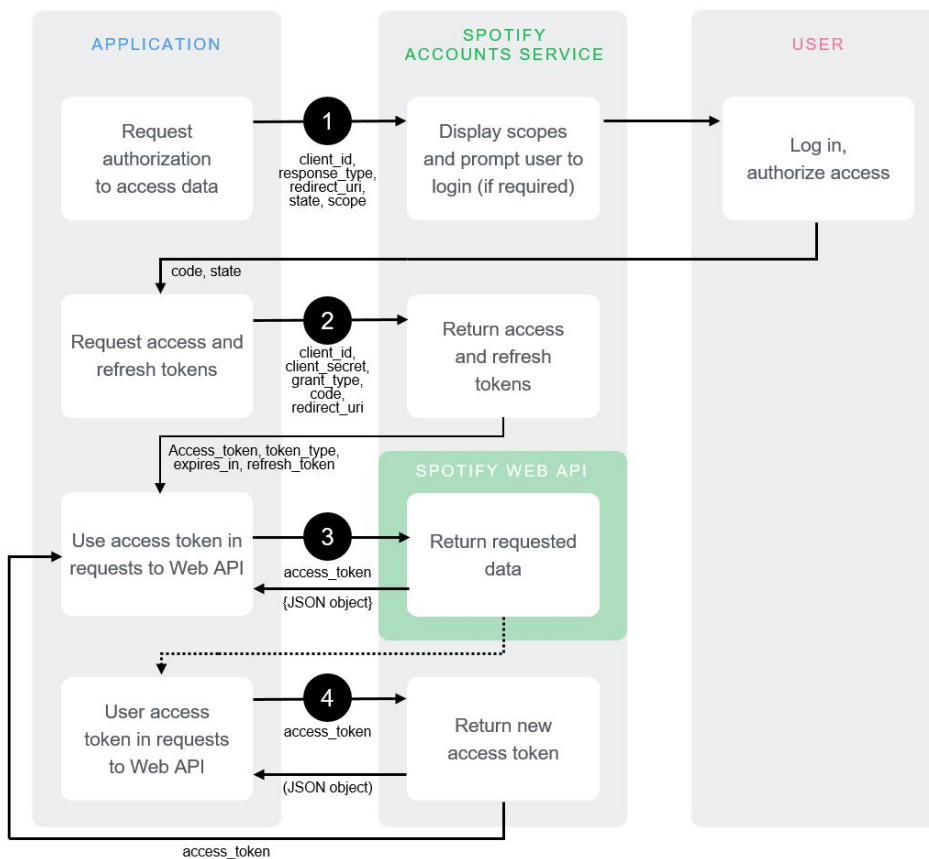 APPLICATION
SPOTIFY
ACCOUNTS SERVICE
USER
Request
authorization
to access data
1
client_id,
response_type,
redirect_uri,
state, scope
Display scopes
and prompt user to
login (if required)
Log in,
authorize access
code, state
Request access and
refresh tokens
2
client_id,
client_secret,
grant_type,
code,
redirect_uri
Return access
and refresh
tokens
Access_token, token_type,
expires_in, refresh_token
SPOTIFY WEB API
Use access token in
requests to Web API
3
access_token
{JSON object}
Return requested
data
User access
token in requests
to Web API
4
access_token
(JSON object)
Return new
access token
access_token